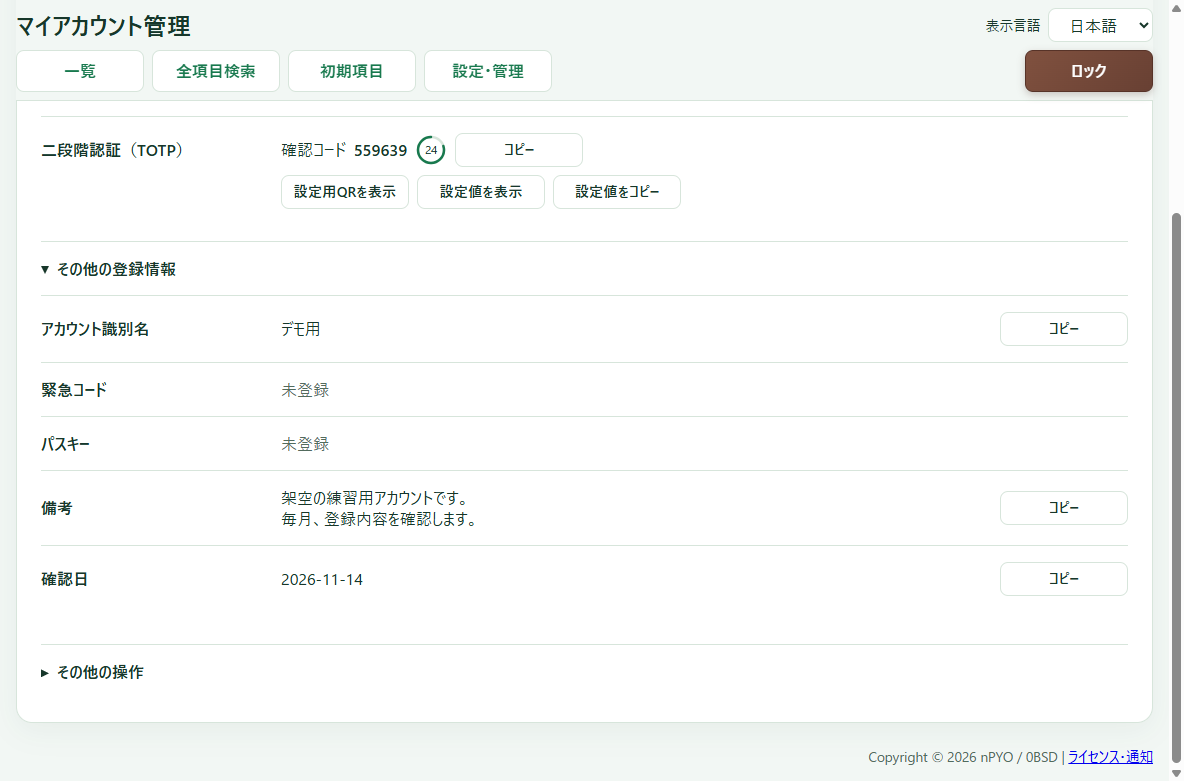 マイアカウント管理
表示言語 日本語
一覧 全項目検索 初期項目 設定・管理 ロック
二段階認証（TOTP） 確認コード 559639 24 コピー
設定用QRを表示 設定値を表示 設定値をコピー
▼ その他の登録情報
アカウント識別名 デモ用 コピー
緊急コード 未登録
パスキー 未登録
備考 架空の練習用アカウントです。
毎月、登録内容を確認します。 コピー
確認日 2026-11-14 コピー
► その他の操作
Copyright © 2026 nPYO / 0BSD | ライセンス・通知